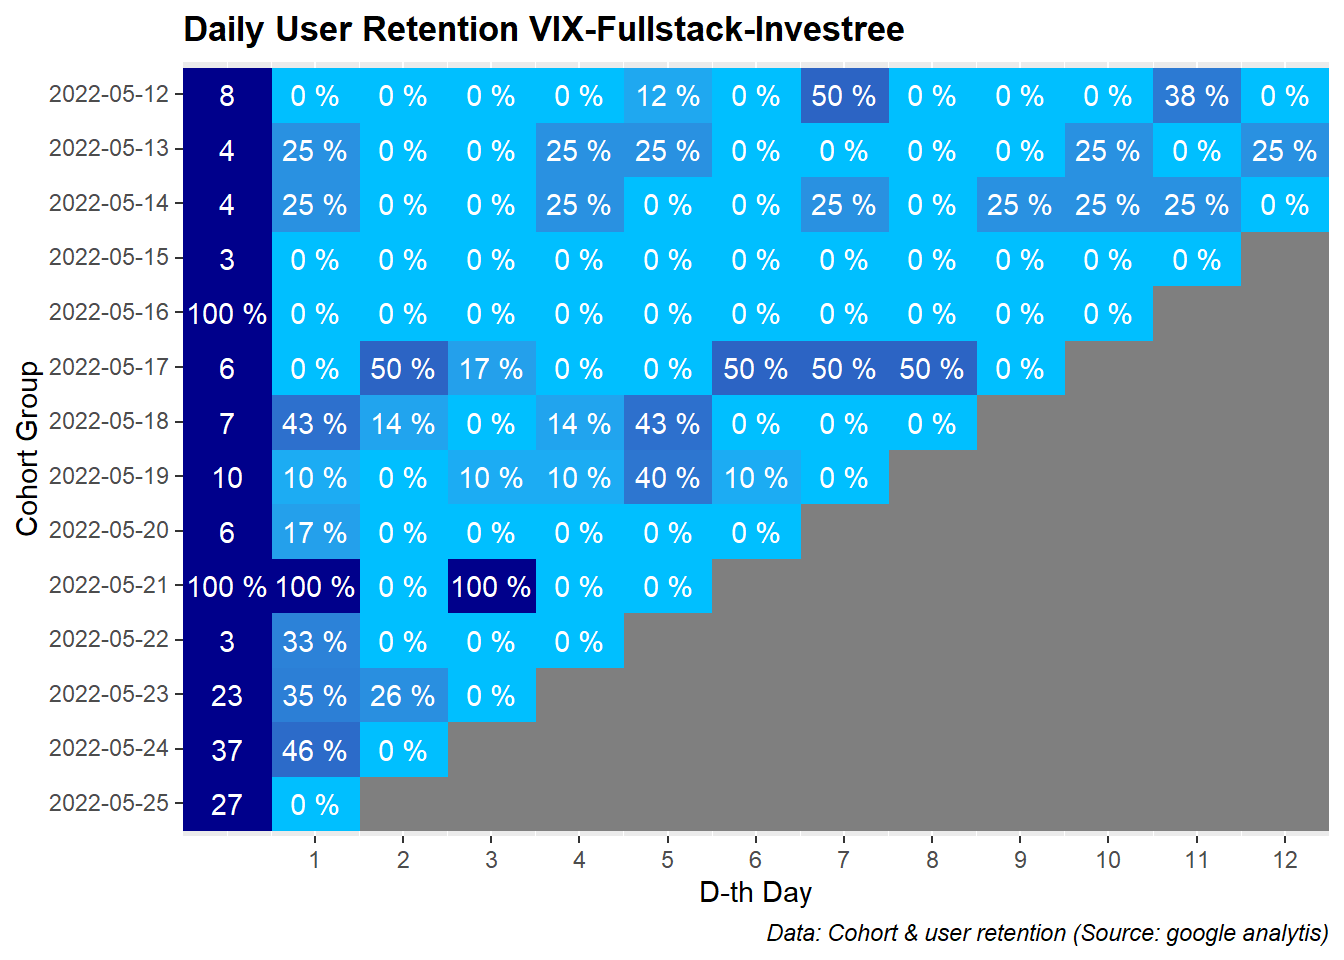 Daily User Retention VIX-Fullstack-Investree
Cohort Group
2022-05-12 8 0 % 0 % 0 % 0 % 12 % 0 % 50 % 0 % 0 % 0 % 38 % 0 %
2022-05-13 4 25 % 0 % 0 % 25 % 25 % 0 % 0 % 0 % 0 % 25 % 0 % 25 %
2022-05-14 4 25 % 0 % 0 % 25 % 0 % 0 % 25 % 0 % 25 % 25 % 25 % 0 %
2022-05-15 3 0 % 0 % 0 % 0 % 0 % 0 % 0 % 0 % 0 % 0 % 0 %
2022-05-16 100 % 0 % 0 % 0 % 0 % 0 % 0 % 0 % 0 % 0 % 0 %
2022-05-17 6 0 % 50 % 17 % 0 % 0 % 50 % 50 % 50 % 0 %
2022-05-18 7 43 % 14 % 0 % 14 % 43 % 0 % 0 % 0 %
2022-05-19 10 10 % 0 % 10 % 10 % 40 % 10 % 0 %
2022-05-20 6 17 % 0 % 0 % 0 % 0 % 0 %
2022-05-21 100 % 100 % 0 % 100 % 0 % 0 %
2022-05-22 3 33 % 0 % 0 % 0 %
2022-05-23 23 35 % 26 % 0 %
2022-05-24 37 46 % 0 %
2022-05-25 27 0 %
1 2 3 4 5 6 7 8 9 10 11 12
D-th Day
Data: Cohort & user retention (Source: google analytis)